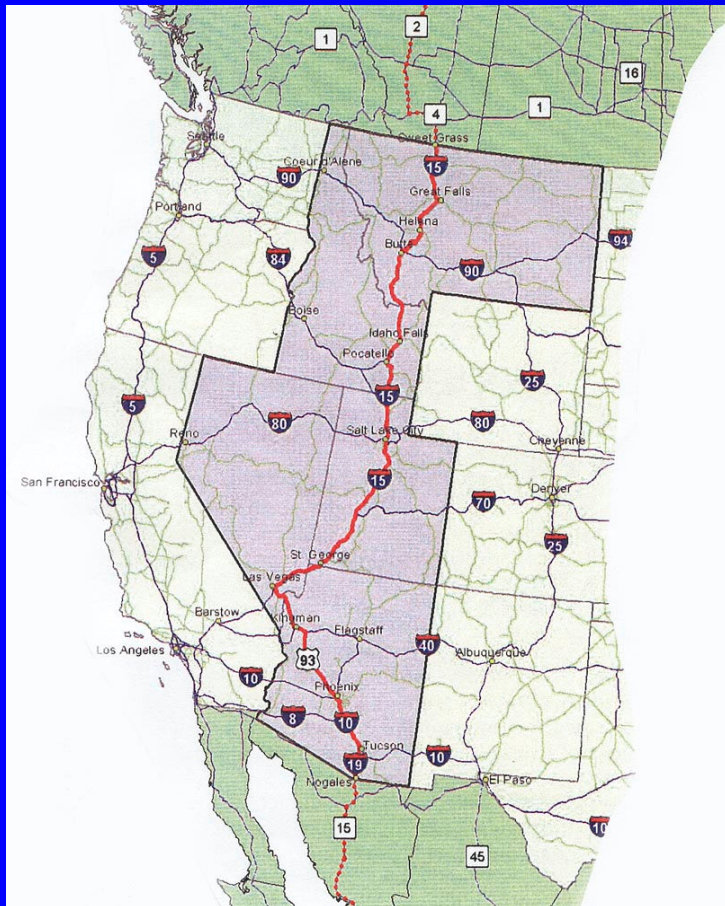 2
1
16
4
1
Sweet Grass
Seattle
Coeur d'Alene
15
90
Great Falls
Portland
Helena
94
Butte
5
84
90
Boise
Idaho Falls
Pocatello
25
15
5
80
80
Reno
Salt Lake City
Cheyenne
San Francisco
15
Denver
70
25
St. George
Las Vegas
Barstow
Kingman
Flagstaff
40
Los Angeles
93
Albuquerque
10
Phoenix
8
10
Tucson
10
19
Nogales
El Paso
15
10
45